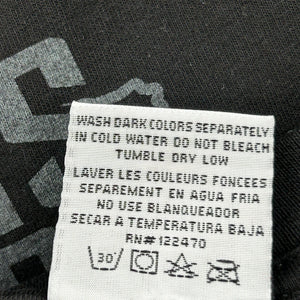 WASH DARK COLORS SEPARATELY
IN COLD WATER DO NOT BLEACH
TUMBLE DRY LOW
LAVER LES COULEURS FONCEES
SEPAREMENT EN AGUA FRIA
NO USE BLANQUEADOR
SECAR A TEMPERATURA BAJA
RN#122470
30°